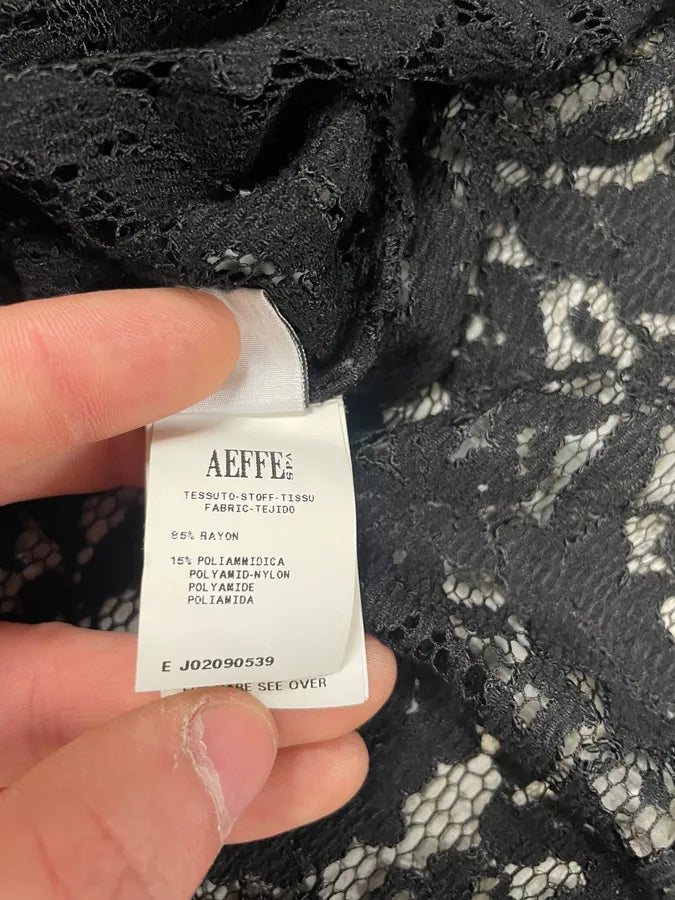 AEFFE SPA
TESSUTO-STOFF-TISSU
FABRIC-TEJIDO
85% RAYON
15% POLIAMMIDICA
POLYAMID-NYLON
POLYAMIDE
POLIAMIDA
E J02090539
SEE OVER